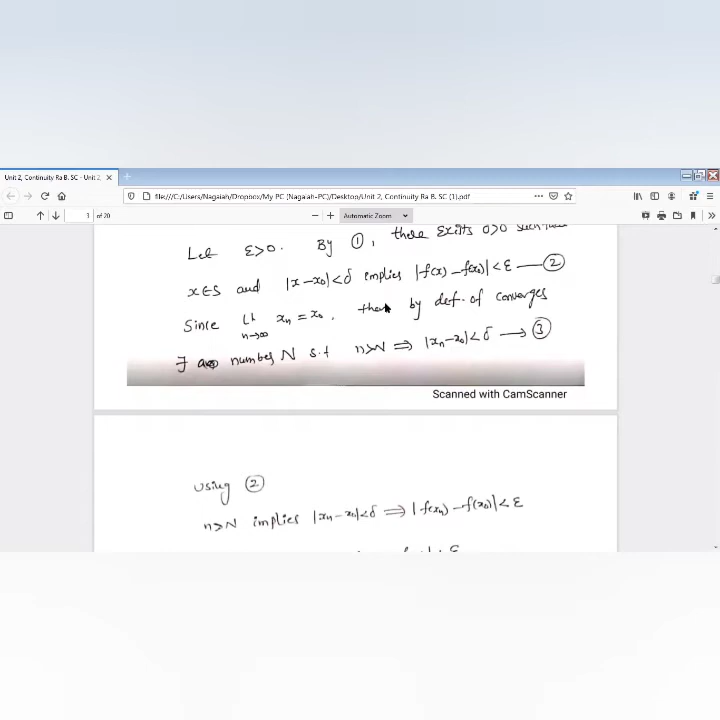 Unit 2, Continuity Ra B. SC - Unit 2,
file:///C:/Users/Nagaiah/Dropbox/My PC (Nagaiah-PC)/Desktop/Unit 2, Continuity Ra B. SC (1).pdf
3 of 20
Automatic Zoom
Let ε>0. By ①, there exists δ>0 such that
x∈S and |x-x₀|<δ implies |f(x)-f(x₀)|<ε — ②
Since Lt n→∞ xₙ = x₀, then by def. of converges
∃ a number N s.t n>N ⟹ |xₙ-x₀|<δ → ③
Scanned with CamScanner
using ②
n>N implies |xₙ-x₀|<δ ⟹ |f(xₙ)-f(x₀)|<ε